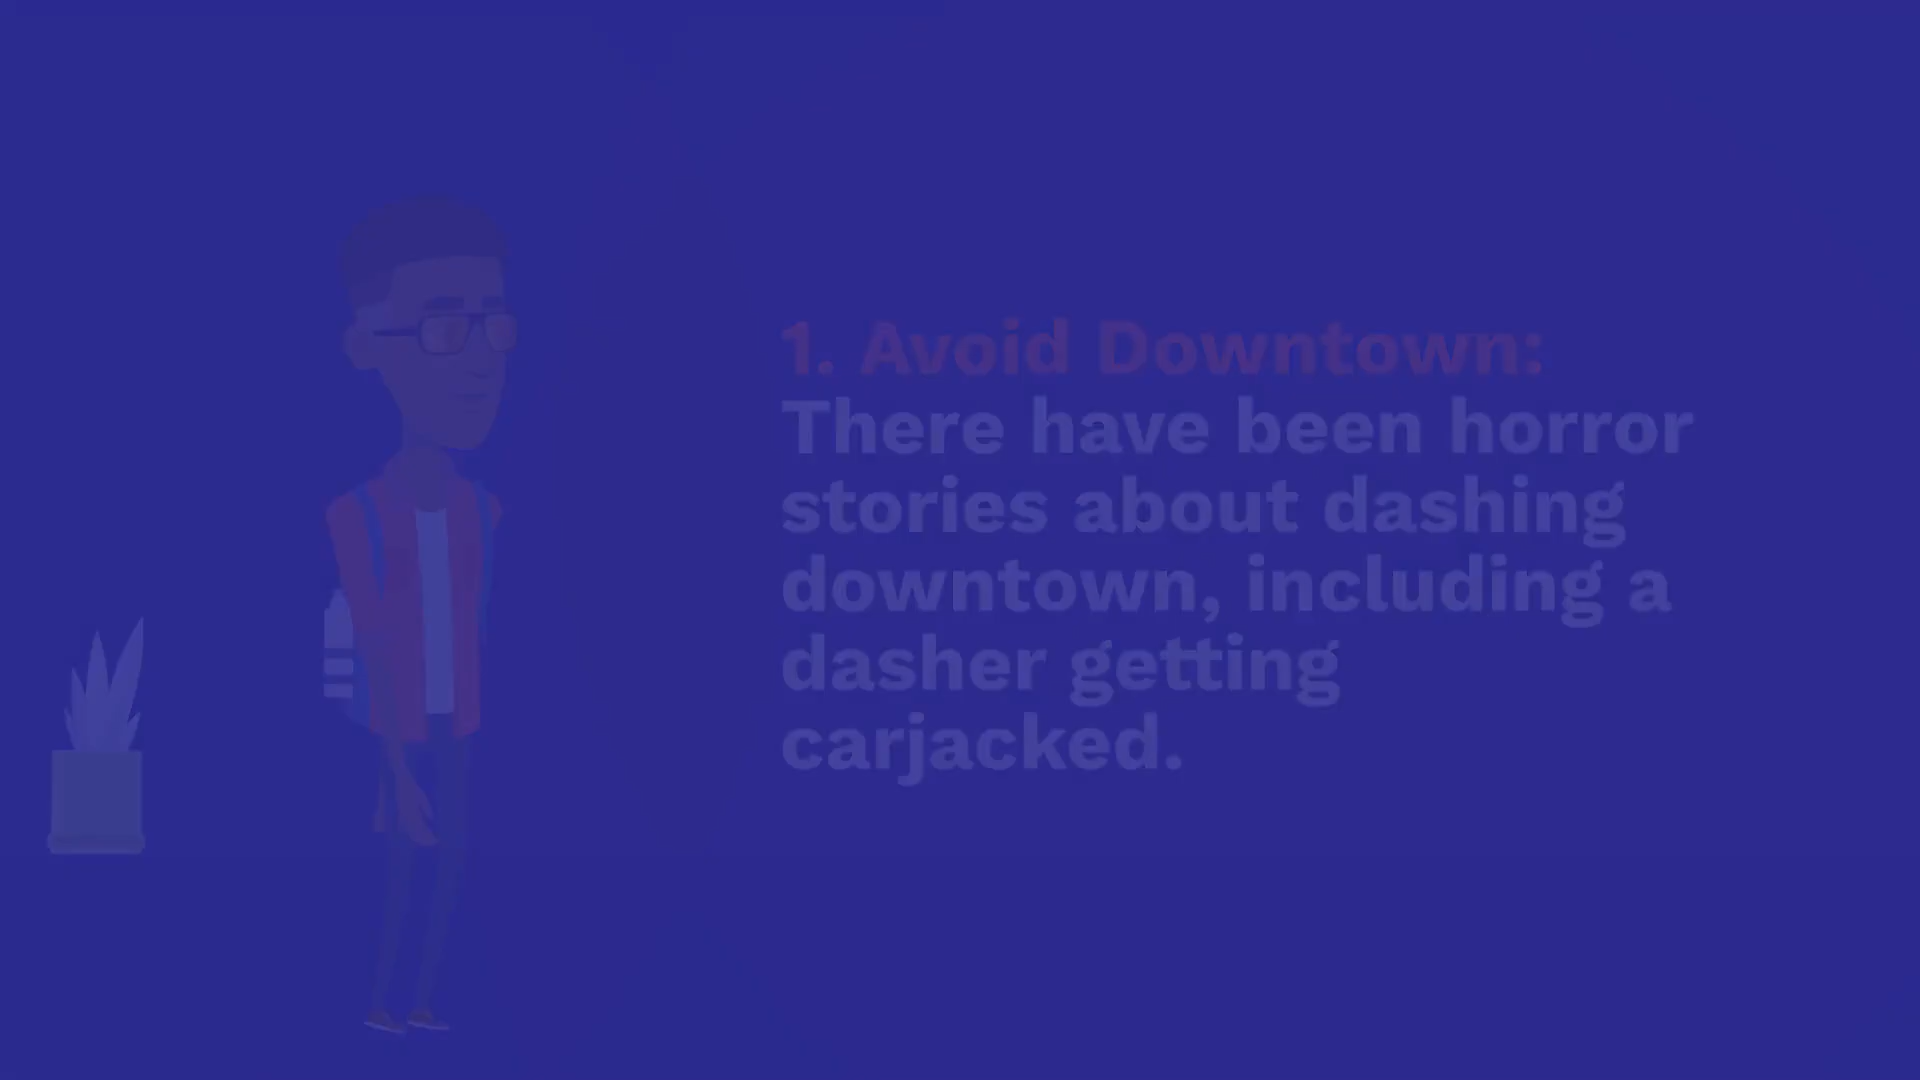 1. Avoid Downtown:
There have been horror
stories about dashing
downtown, including a
dasher getting
carjacked.